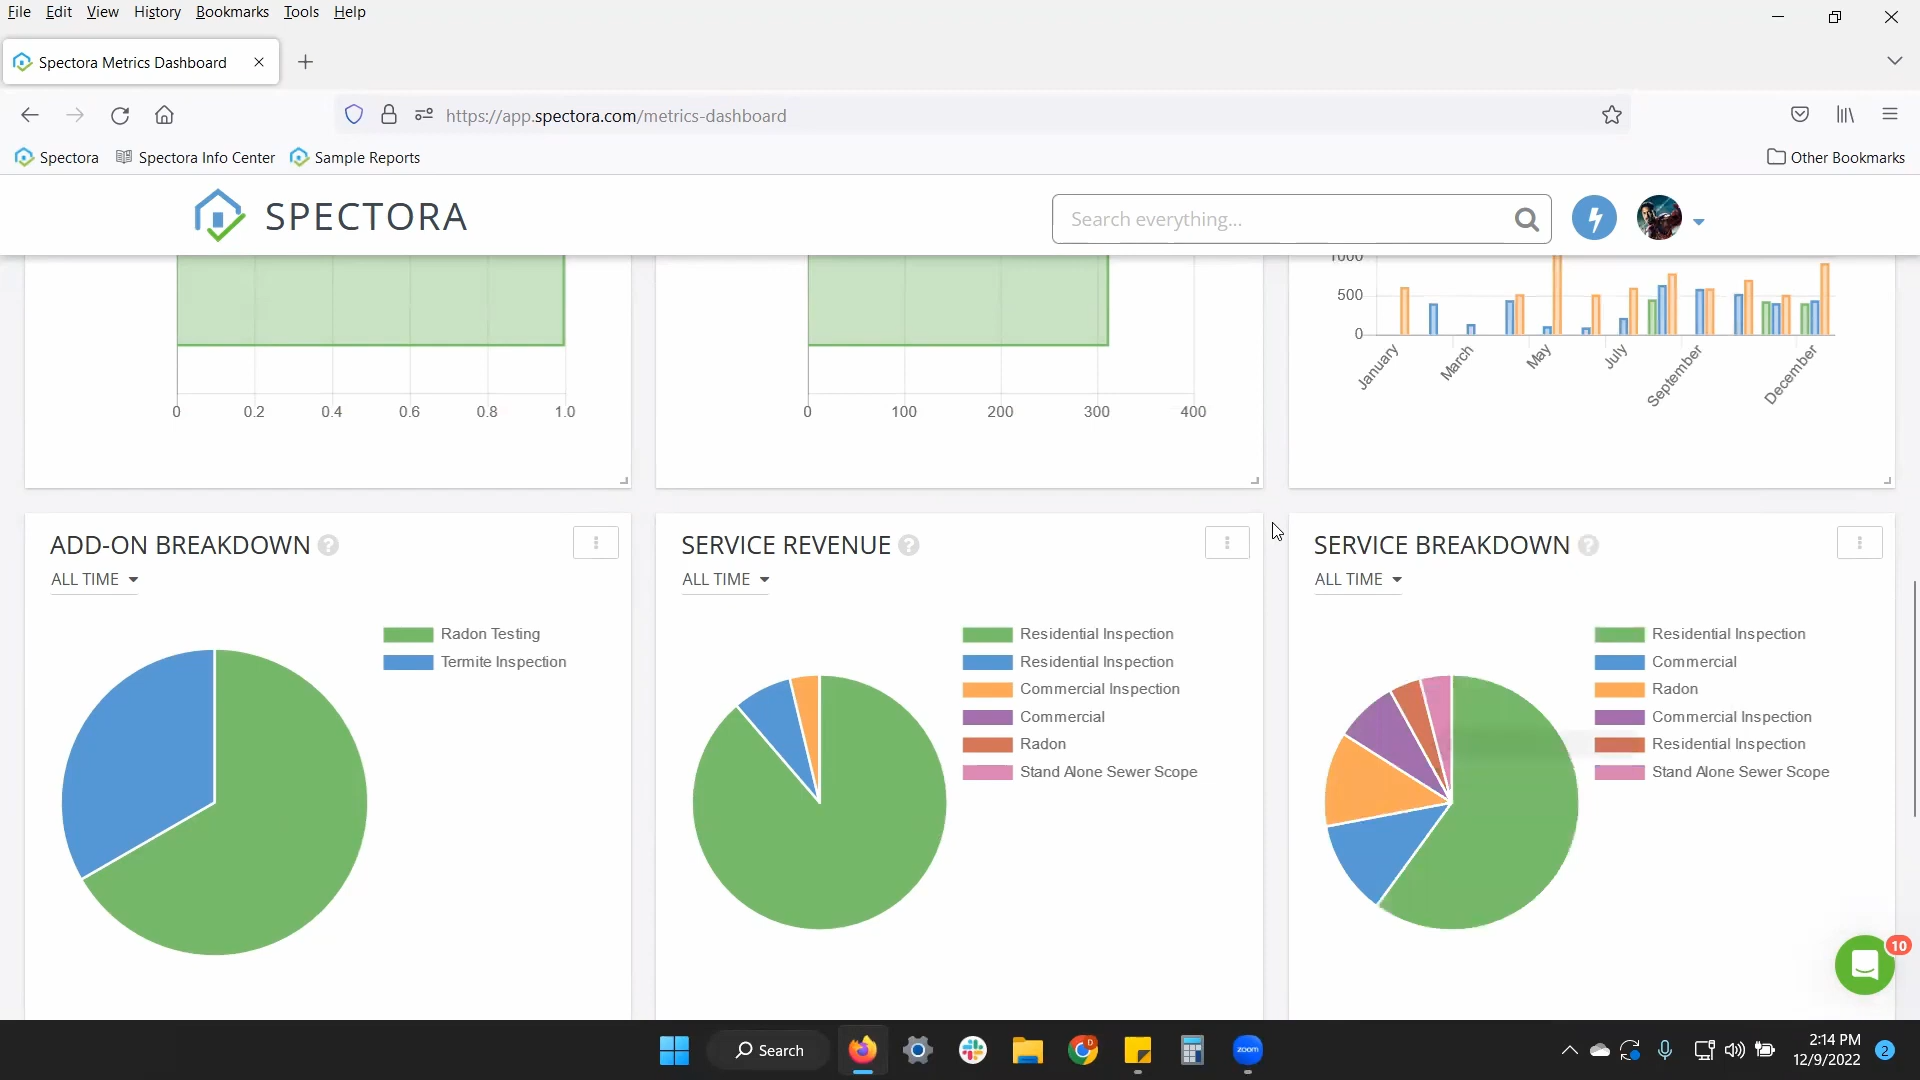 File Edit View History Bookmarks Tools Help
Spectora Metrics Dashboard
https://app.spectora.com/metrics-dashboard
Spectora Spectora Info Center Sample Reports Other Bookmarks
SPECTORA Search everything...
1000
500
0
January March May July September December
0 0.2 0.4 0.6 0.8 1.0
0 100 200 300 400
ADD-ON BREAKDOWN ?
ALL TIME
Radon Testing
Termite Inspection
SERVICE REVENUE ?
ALL TIME
Residential Inspection
Residential Inspection
Commercial Inspection
Commercial
Radon
Stand Alone Sewer Scope
SERVICE BREAKDOWN ?
ALL TIME
Residential Inspection
Commercial
Radon
Commercial Inspection
Residential Inspection
Stand Alone Sewer Scope
10
Search
D
zoom
2:14 PM
12/9/2022
2